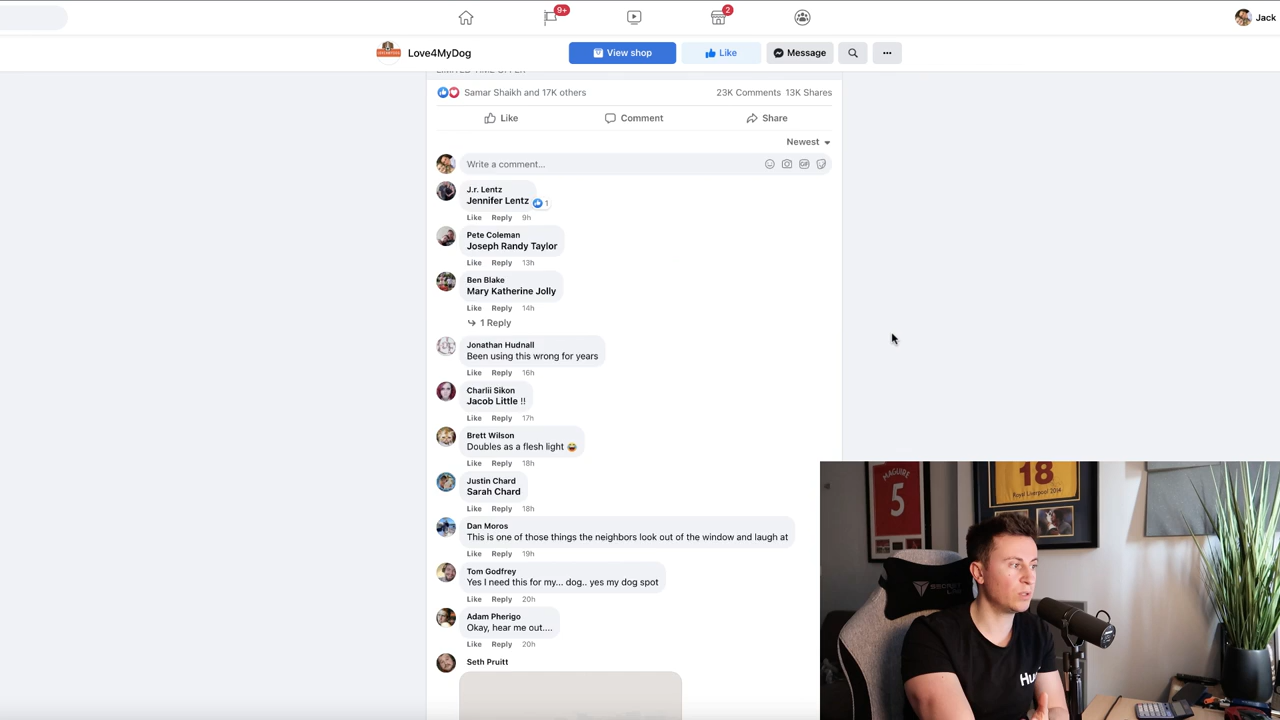 9+
2
Jack
Love4MyDog
View shop
Like
Message
Samar Shaikh and 17K others
23K Comments 13K Shares
Like
Comment
Share
Newest
Write a comment...
J.r. Lentz
Jennifer Lentz
1
Like Reply 9h
Pete Coleman
Joseph Randy Taylor
Like Reply 13h
Ben Blake
Mary Katherine Jolly
Like Reply 14h
1 Reply
Jonathan Hudnall
Been using this wrong for years
Like Reply 16h
Charlii Sikon
Jacob Little !!
Like Reply 17h
Brett Wilson
Doubles as a flesh light 😂
Like Reply 18h
Justin Chard
Sarah Chard
Like Reply 18h
Dan Moros
This is one of those things the neighbors look out of the window and laugh at
Like Reply 19h
Tom Godfrey
Yes I need this for my... dog.. yes my dog spot
Like Reply 20h
Adam Pherigo
Okay, hear me out....
Like Reply 20h
Seth Pruitt
MAGUIRE
5
18
Royal Liverpool 2014